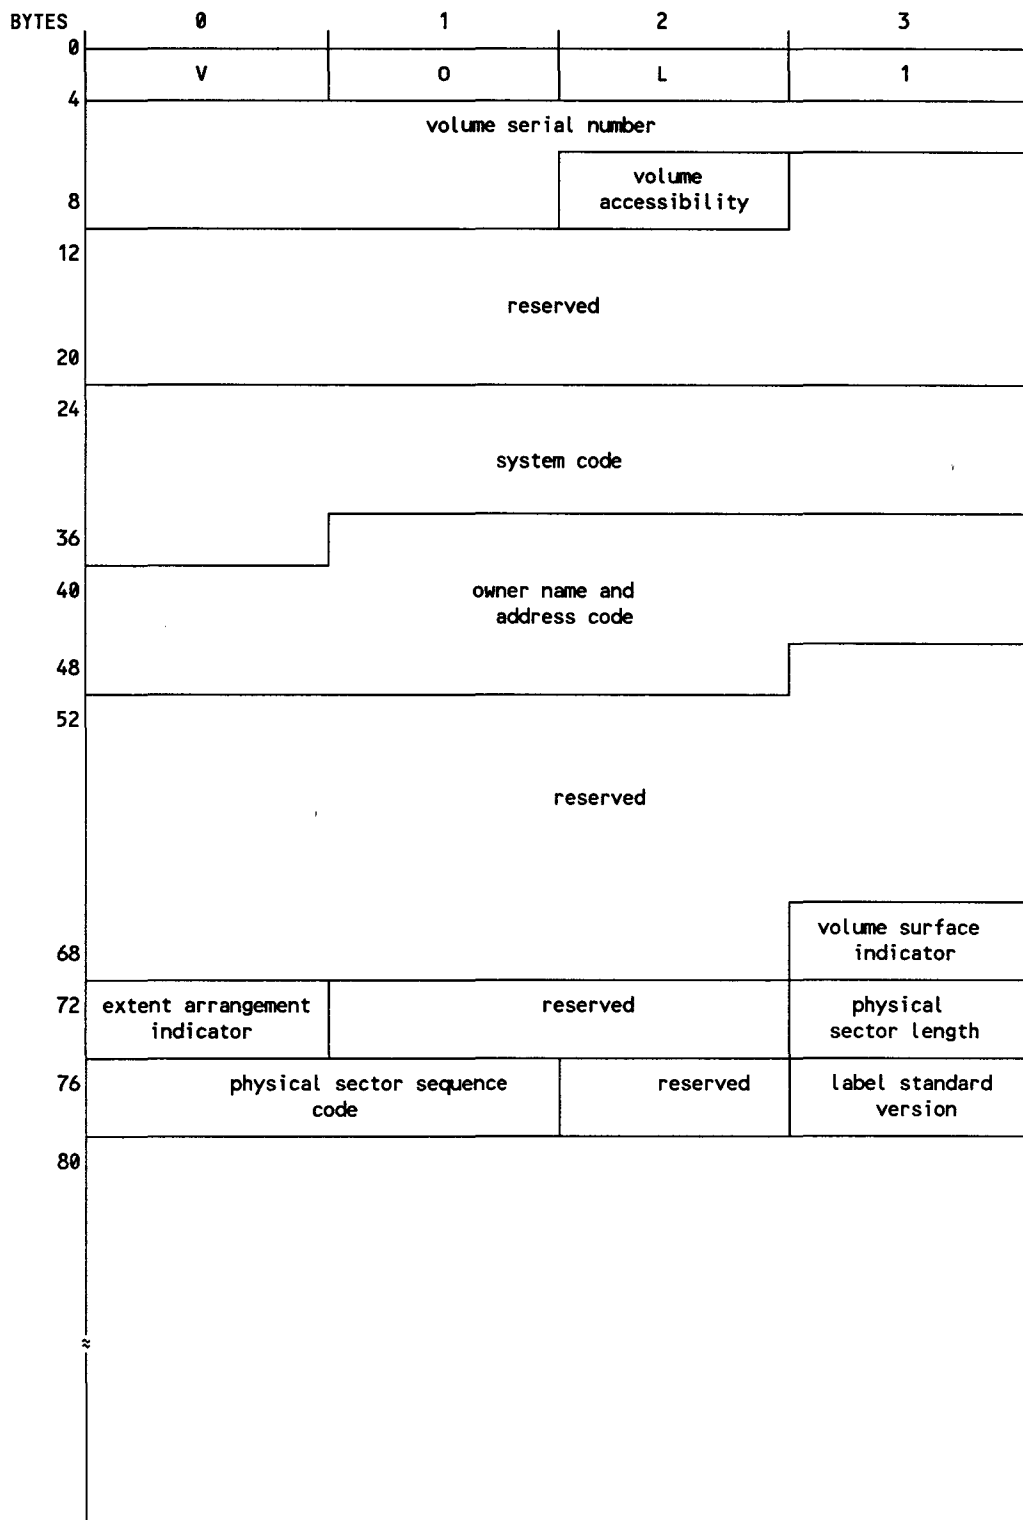 BYTES 0 1 2 3
0
V O L 1
4
volume serial number
volume
8 accessibility
12
reserved
20
24
system code
36
40 owner name and
address code
48
52
reserved
volume surface
68 indicator
72 extent arrangement reserved physical
indicator sector length
76 physical sector sequence reserved label standard
code version
80
≈